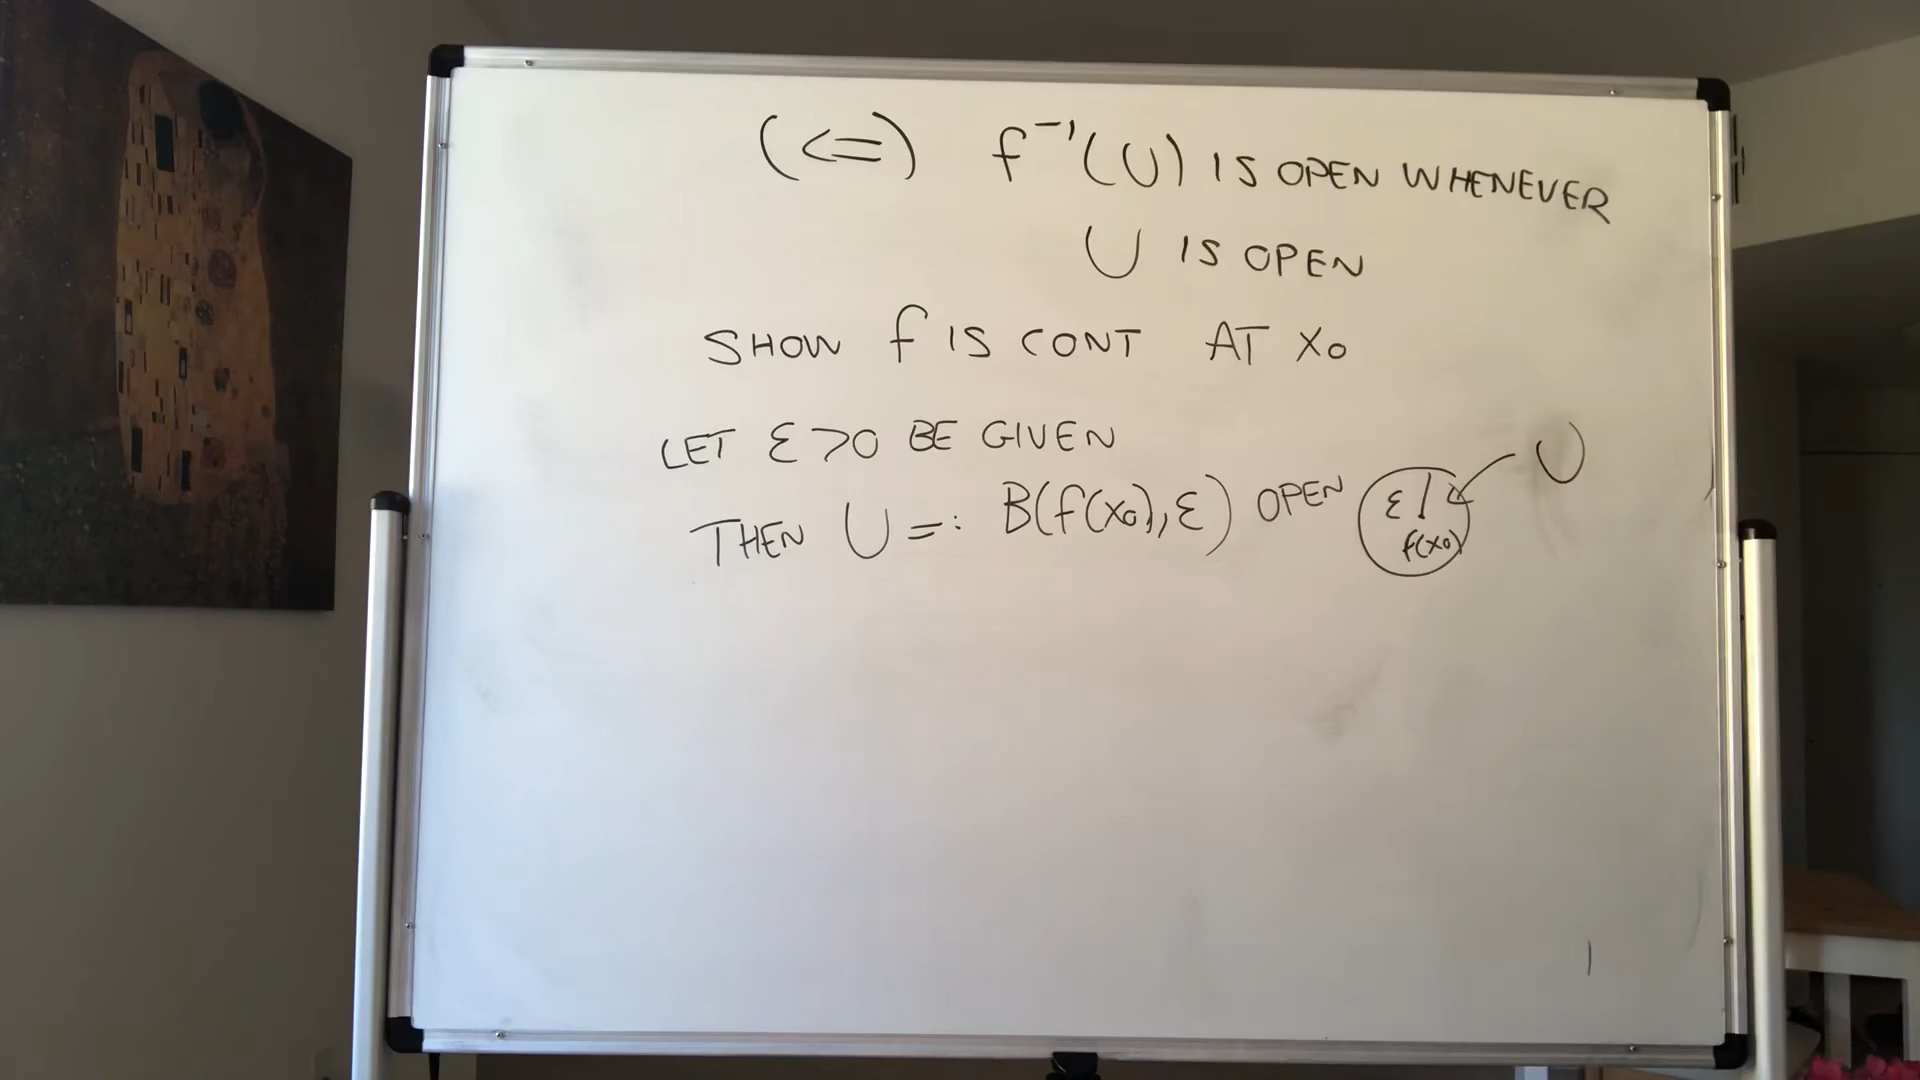 (<=) f⁻¹(U) IS OPEN WHENEVER
U IS OPEN
SHOW f IS CONT AT x₀
LET ε>0 BE GIVEN
THEN U =: B(f(x₀),ε) OPEN
ε
f(x₀)
U